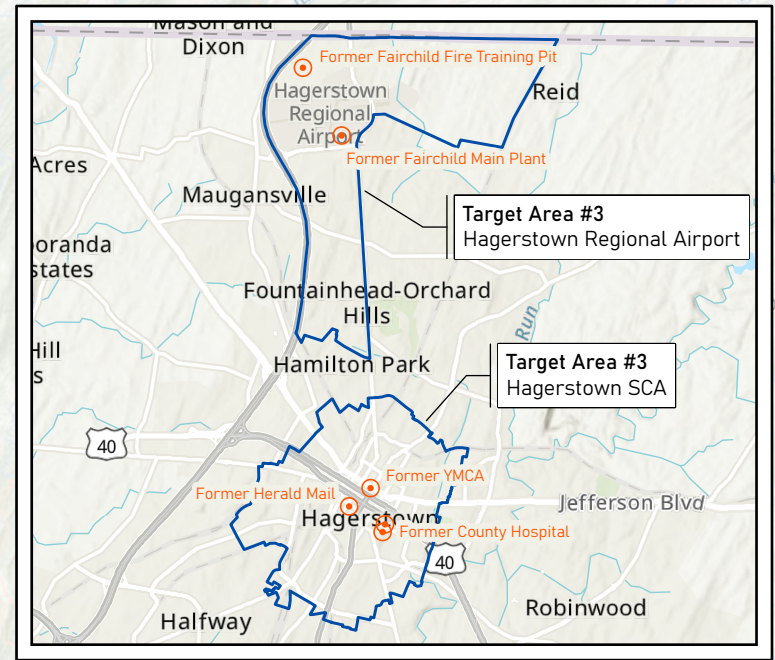 Mason and
Dixon
Former Fairchild Fire Training Pit
Reid
Hagerstown
Regional
Airport
Former Fairchild Main Plant
Acres
Maugansville
Target Area #3
Hagerstown Regional Airport
oranda
states
Fountainhead-Orchard
Hills
Run
Hill
s
Hamilton Park
Target Area #3
Hagerstown SCA
40
Former YMCA
Former Herald Mail
Jefferson Blvd
Hagerstown
Former County Hospital
40
Robinwood
Halfway